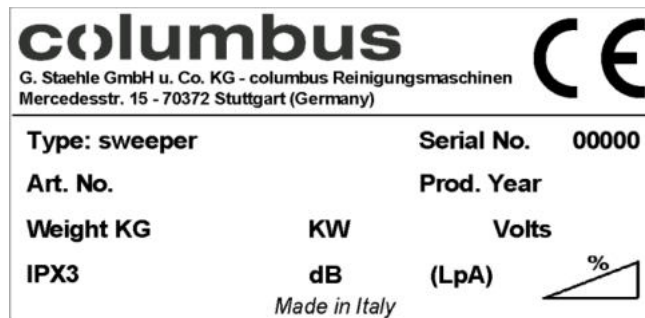 columbus
CE
G. Staehle GmbH u. Co. KG - columbus Reinigungsmaschinen
Mercedesstr. 15 - 70372 Stuttgart (Germany)
Type: sweeper Serial No. 00000
Art. No. Prod. Year
Weight KG KW Volts
IPX3 dB (LpA) %
Made in Italy